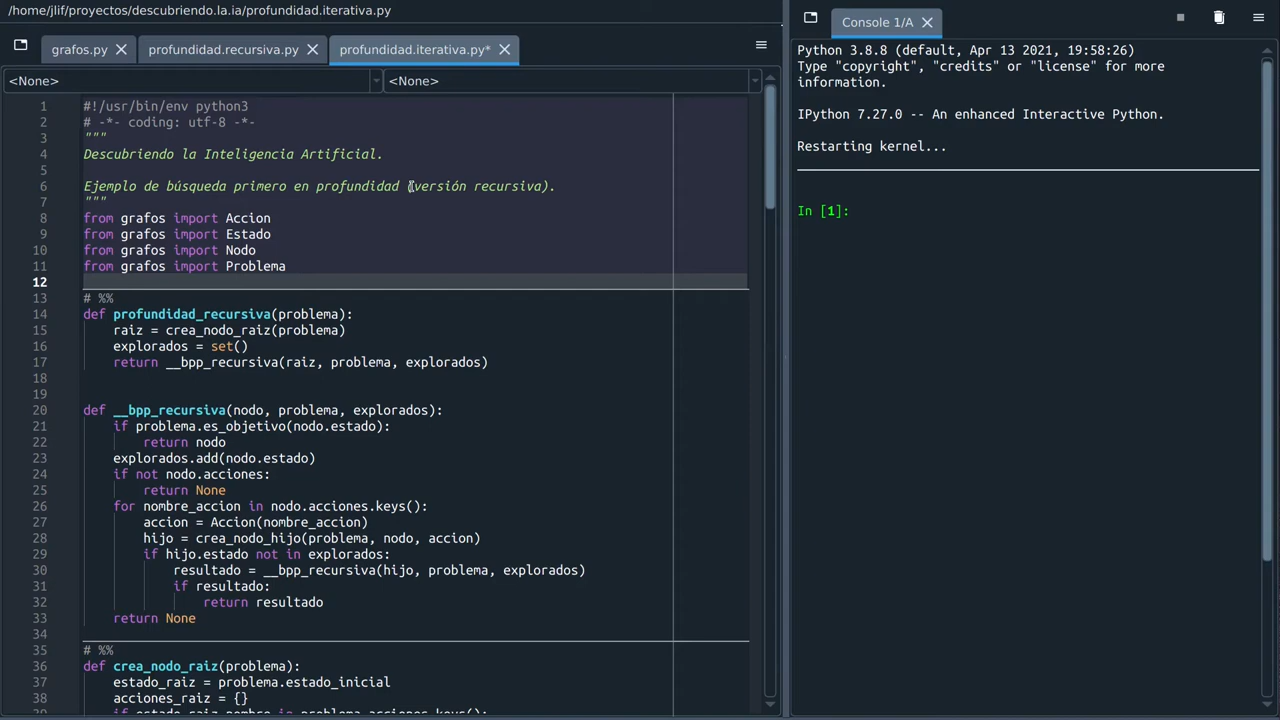 /home/jlif/proyectos/descubriendo.la.ia/profundidad.iterativa.py
grafos.py
profundidad.recursiva.py
profundidad.iterativa.py*
<None>
<None>
1 #!/usr/bin/env python3
2 # -*- coding: utf-8 -*-
3 """
4 Descubriendo la Inteligencia Artificial.
5
6 Ejemplo de búsqueda primero en profundidad (versión recursiva).
7 """
8 from grafos import Accion
9 from grafos import Estado
10 from grafos import Nodo
11 from grafos import Problema
12
13 # %%
14 def profundidad_recursiva(problema):
15     raiz = crea_nodo_raiz(problema)
16     explorados = set()
17     return __bpp_recursiva(raiz, problema, explorados)
18
19
20 def __bpp_recursiva(nodo, problema, explorados):
21     if problema.es_objetivo(nodo.estado):
22         return nodo
23     explorados.add(nodo.estado)
24     if not nodo.acciones:
25         return None
26     for nombre_accion in nodo.acciones.keys():
27         accion = Accion(nombre_accion)
28         hijo = crea_nodo_hijo(problema, nodo, accion)
29         if hijo.estado not in explorados:
30             resultado = __bpp_recursiva(hijo, problema, explorados)
31             if resultado:
32                 return resultado
33     return None
34
35 # %%
36 def crea_nodo_raiz(problema):
37     estado_raiz = problema.estado_inicial
38     acciones_raiz = {}
39     if estado_raiz.nombre in problema.acciones.keys():
Console 1/A
Python 3.8.8 (default, Apr 13 2021, 19:58:26)
Type "copyright", "credits" or "license" for more
information.
IPython 7.27.0 -- An enhanced Interactive Python.
Restarting kernel...
In [1]: